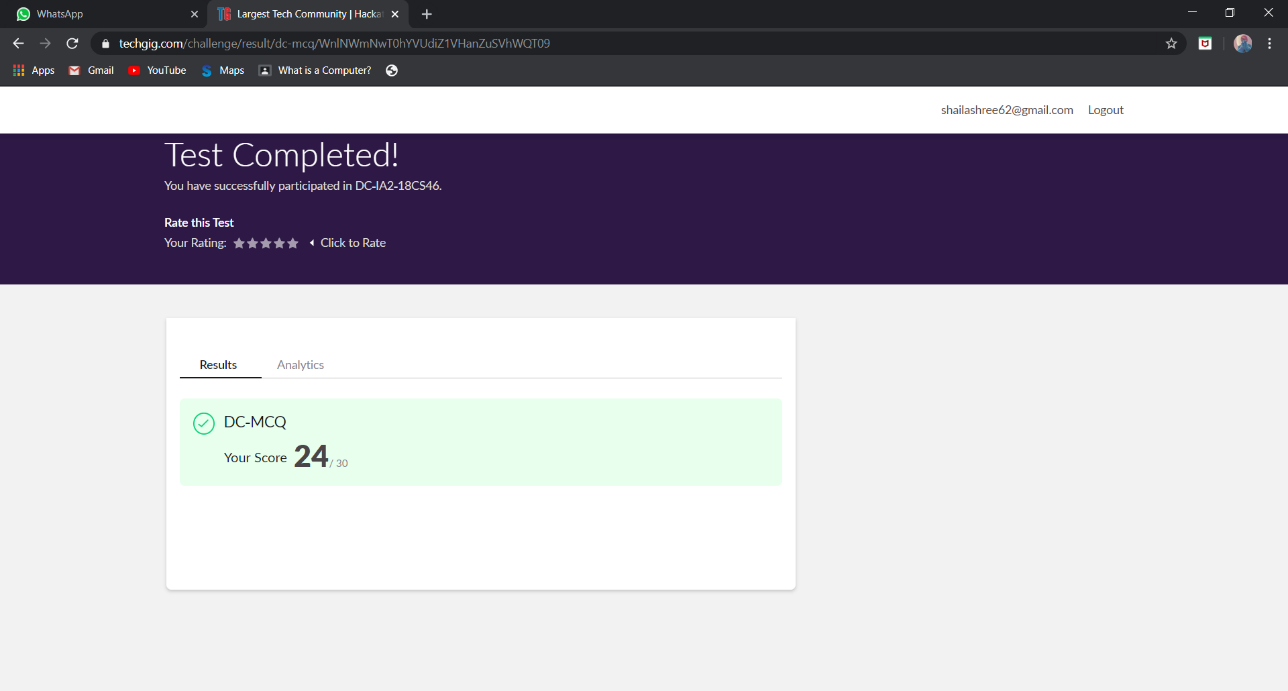 WhatsApp
Largest Tech Community | Hacka
techgig.com/challenge/result/dc-mcq/WnlNWmNwT0hYVUdiZ1VHanZuSVhWQT09
Apps Gmail YouTube Maps What is a Computer?
shailashree62@gmail.com Logout
Test Completed!
You have successfully participated in DC-IA2-18CS46.
Rate this Test
Your Rating: Click to Rate
Results Analytics
DC-MCQ
Your Score 24 / 30